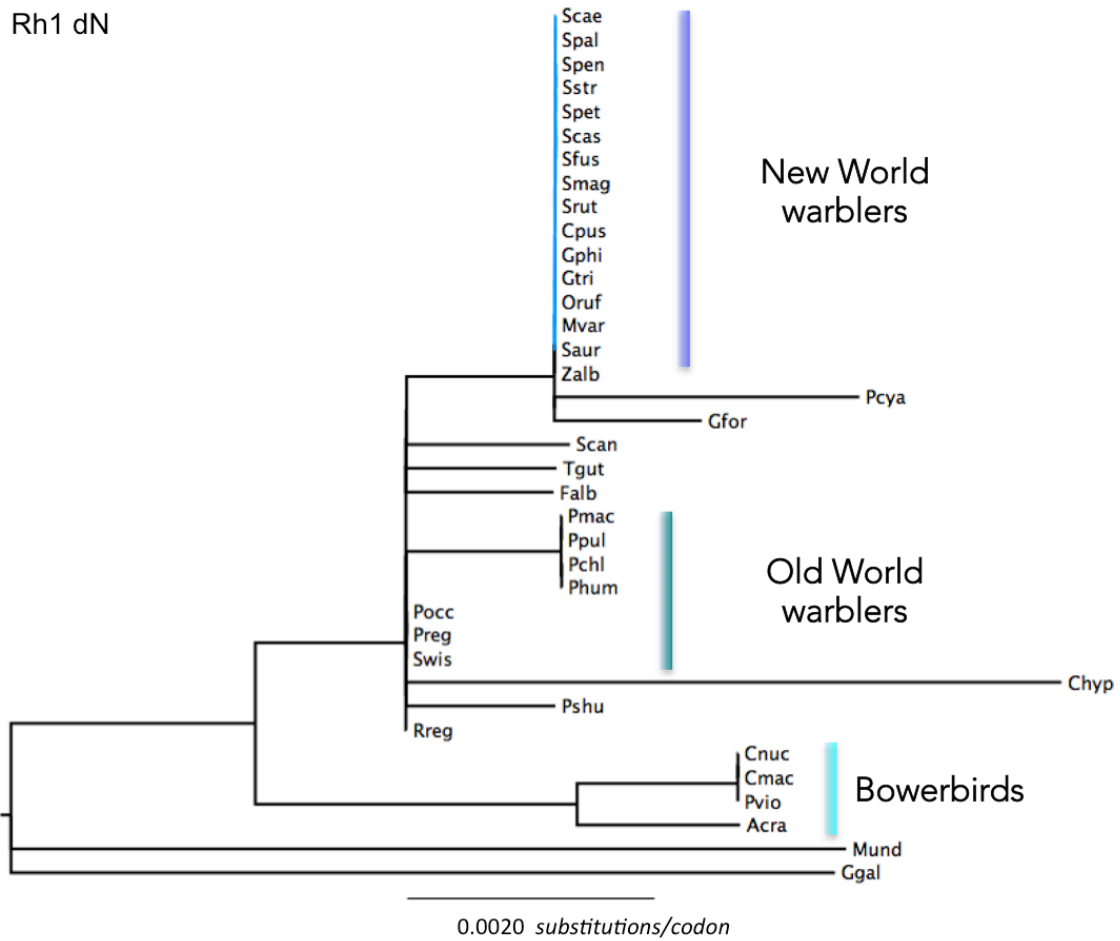 Rh1 dN
Scae
Spal
Spen
Sstr
Spet
Scas
Sfus
Smag
Srut
Cpus
Gphi
Gtri
Oruf
Mvar
Saur
Zalb
New World
warblers
Pcya
Gfor
Scan
Tgut
Falb
Pmac
Ppul
Pchl
Phum
Pocc
Preg
Swis
Old World
warblers
Chyp
Pshu
Rreg
Cnuc
Cmac
Pvio
Acra
Bowerbirds
Mund
Ggal
0.0020 substitutions/codon